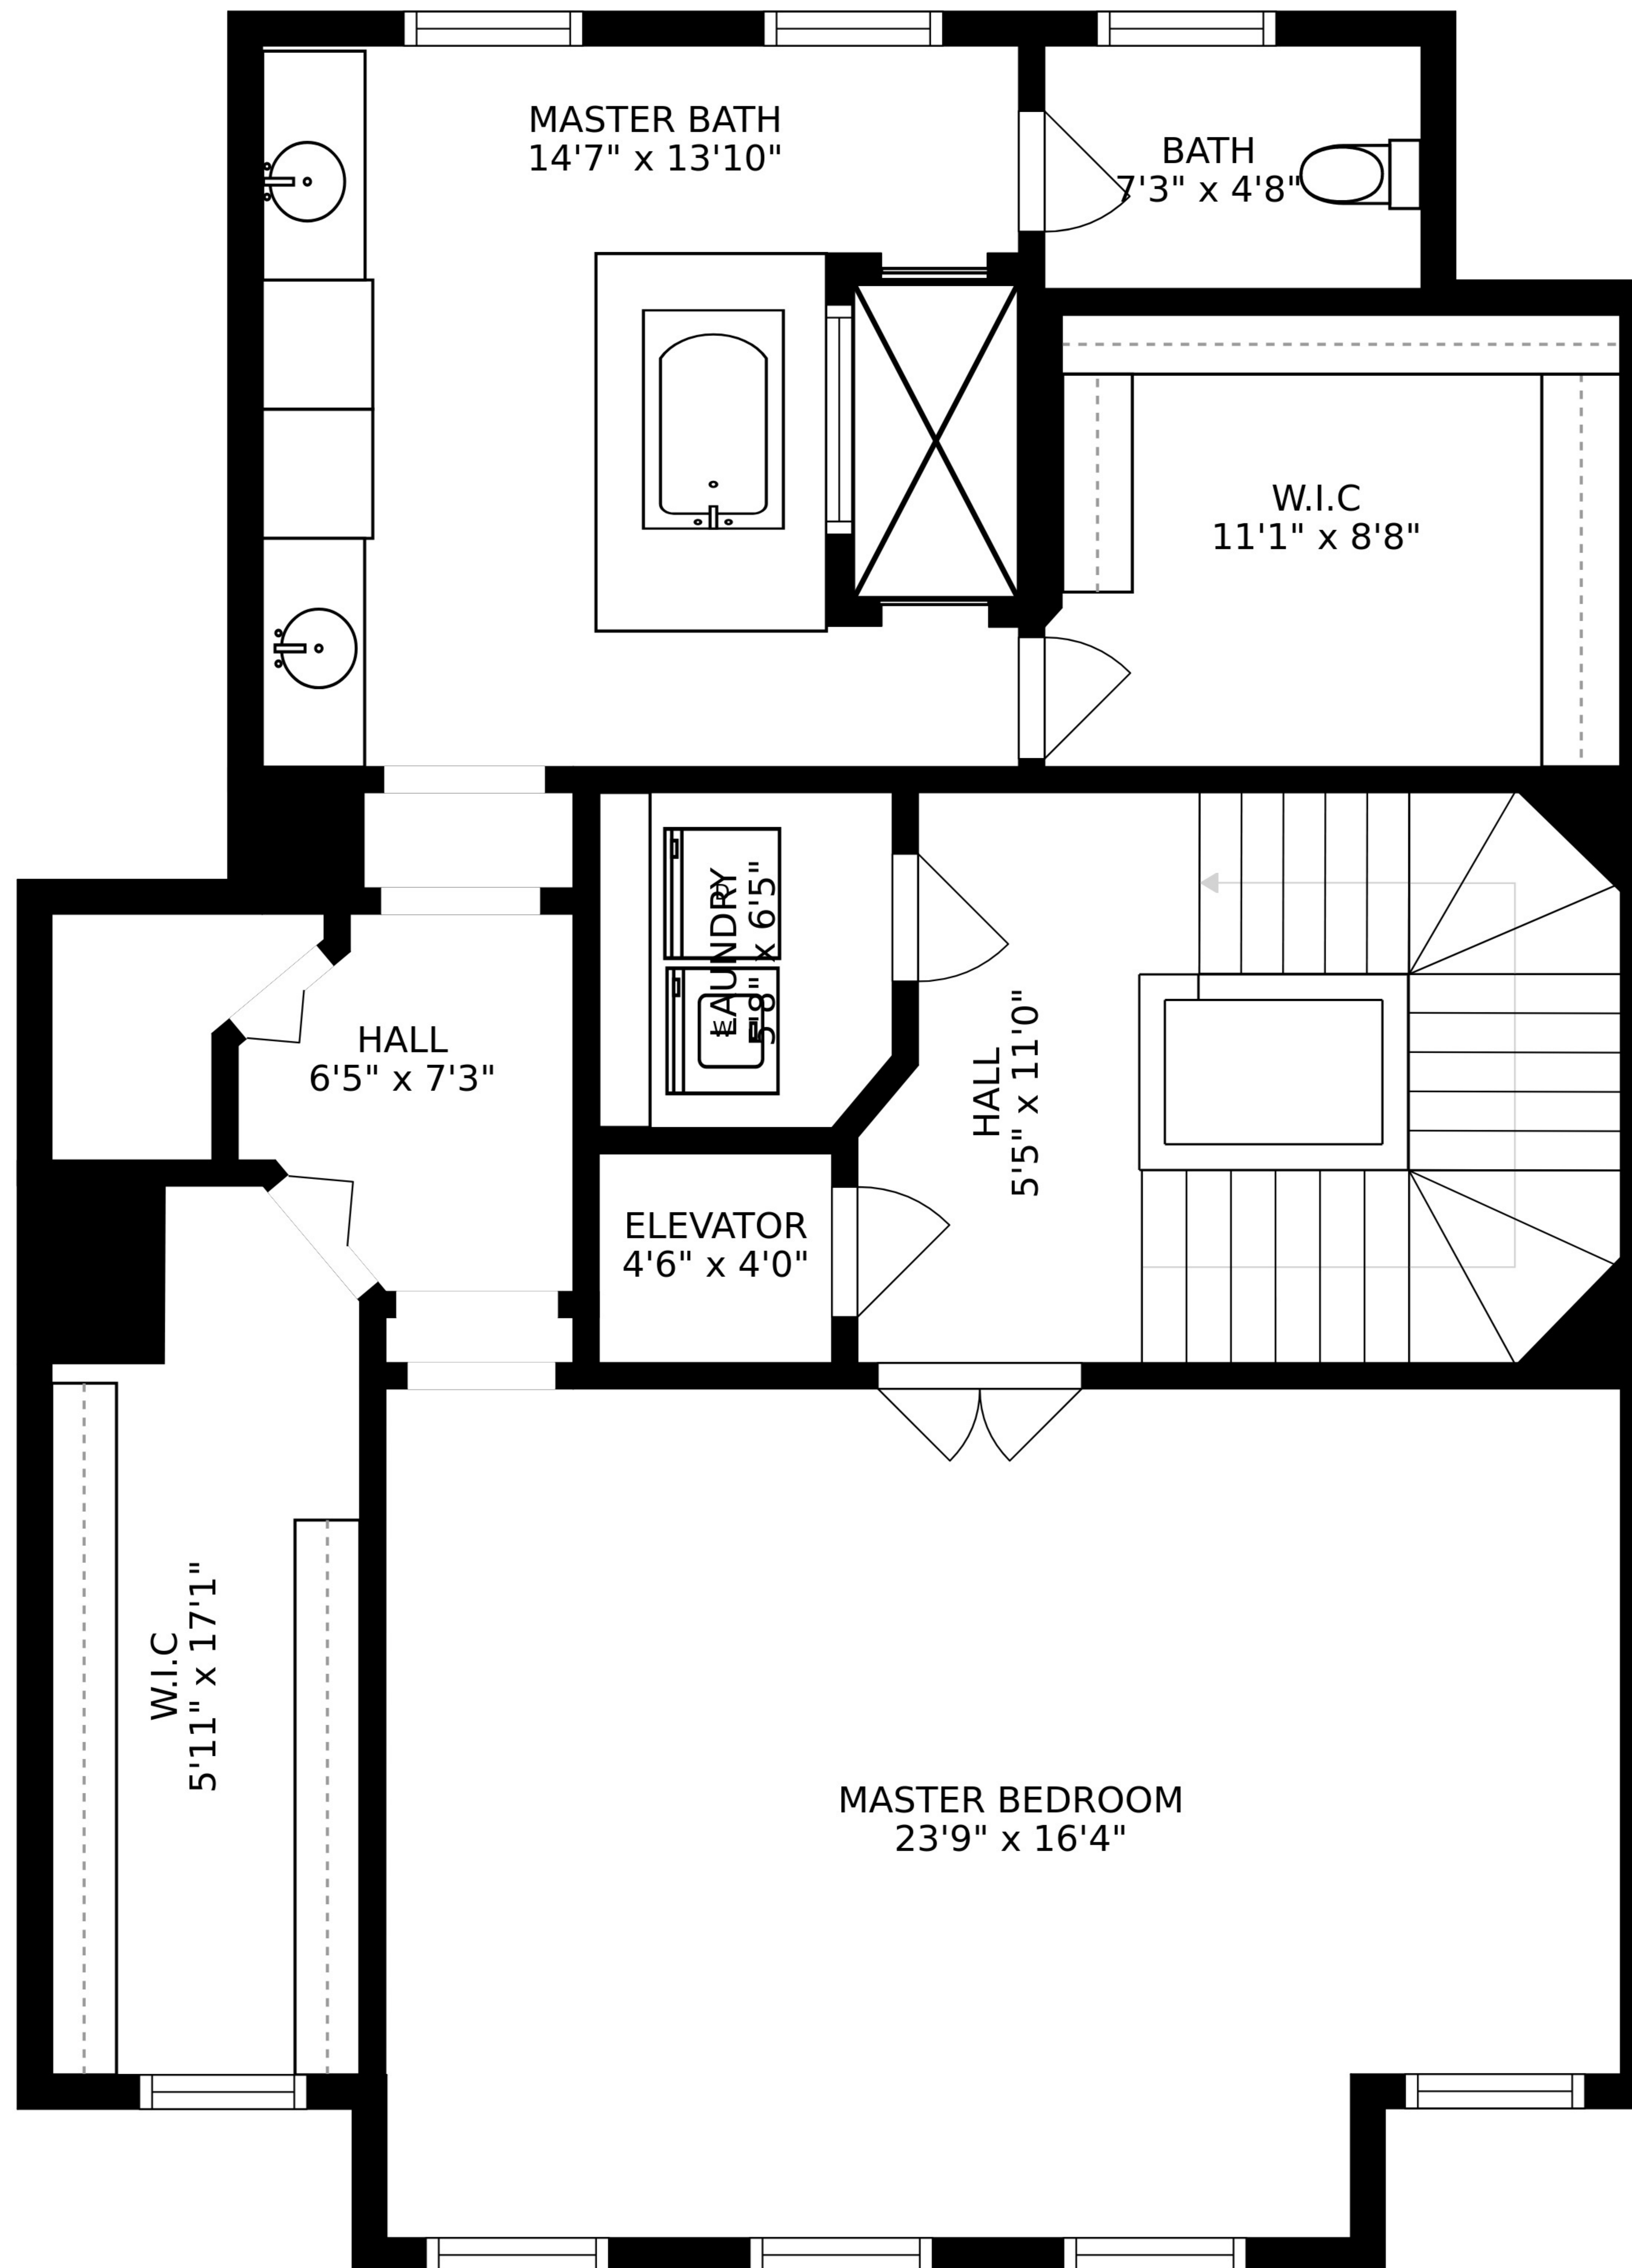 MASTER BATH
14'7" x 13'10"
BATH
7'3" x 4'8"
W.I.C
11'1" x 8'8"
D
LAUNDRY
5'8" x 6'5"
W
HALL
6'5" x 7'3"
HALL
5'5" x 11'0"
ELEVATOR
4'6" x 4'0"
W.I.C
5'11" x 17'1"
MASTER BEDROOM
23'9" x 16'4"